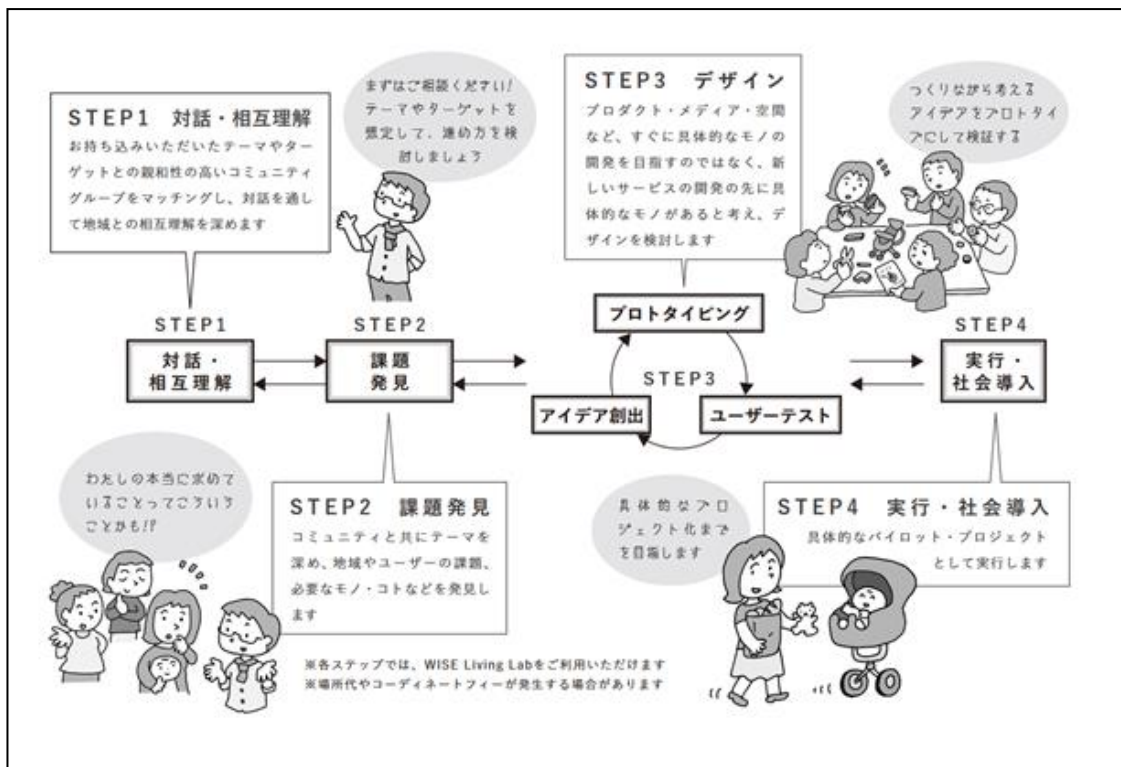 STEP1 対話・相互理解
お持ち込みいただいたテーマやター
ゲットとの親和性の高いコミュニティ
グループをマッチングし、対話を通し
て地域との相互理解を深めます
まずはご相談ください!
テーマやターゲットを
想定して、進め方を検
討しましょう
STEP3 デザイン
プロダクト・メディア・空間
など、すぐに具体的なモノの
開発を目指すのではなく、新
しいサービスの開発の先に具
体的なモノがあると考え、デ
ザインを検討します
つくりながら考える
アイデアをプロトタイ
プにして検証する
STEP1
対話・
相互理解
STEP2
課題
発見
プロトタイピング
STEP3
アイデア創出
ユーザーテスト
STEP4
実行・
社会導入
わたしの本当に求めて
いることってこういう
ことかも!?
STEP2 課題発見
コミュニティと共にテーマを
深め、地域やユーザーの課題、
必要なモノ・コトなどを発見し
ます
具体的なプロ
ジェクト化まで
を目指します
STEP4 実行・社会導入
具体的なパイロット・プロジェクト
として実行します
※各ステップでは、WISE Living Labをご利用いただけます
※場所代やコーディネートフィーが発生する場合があります